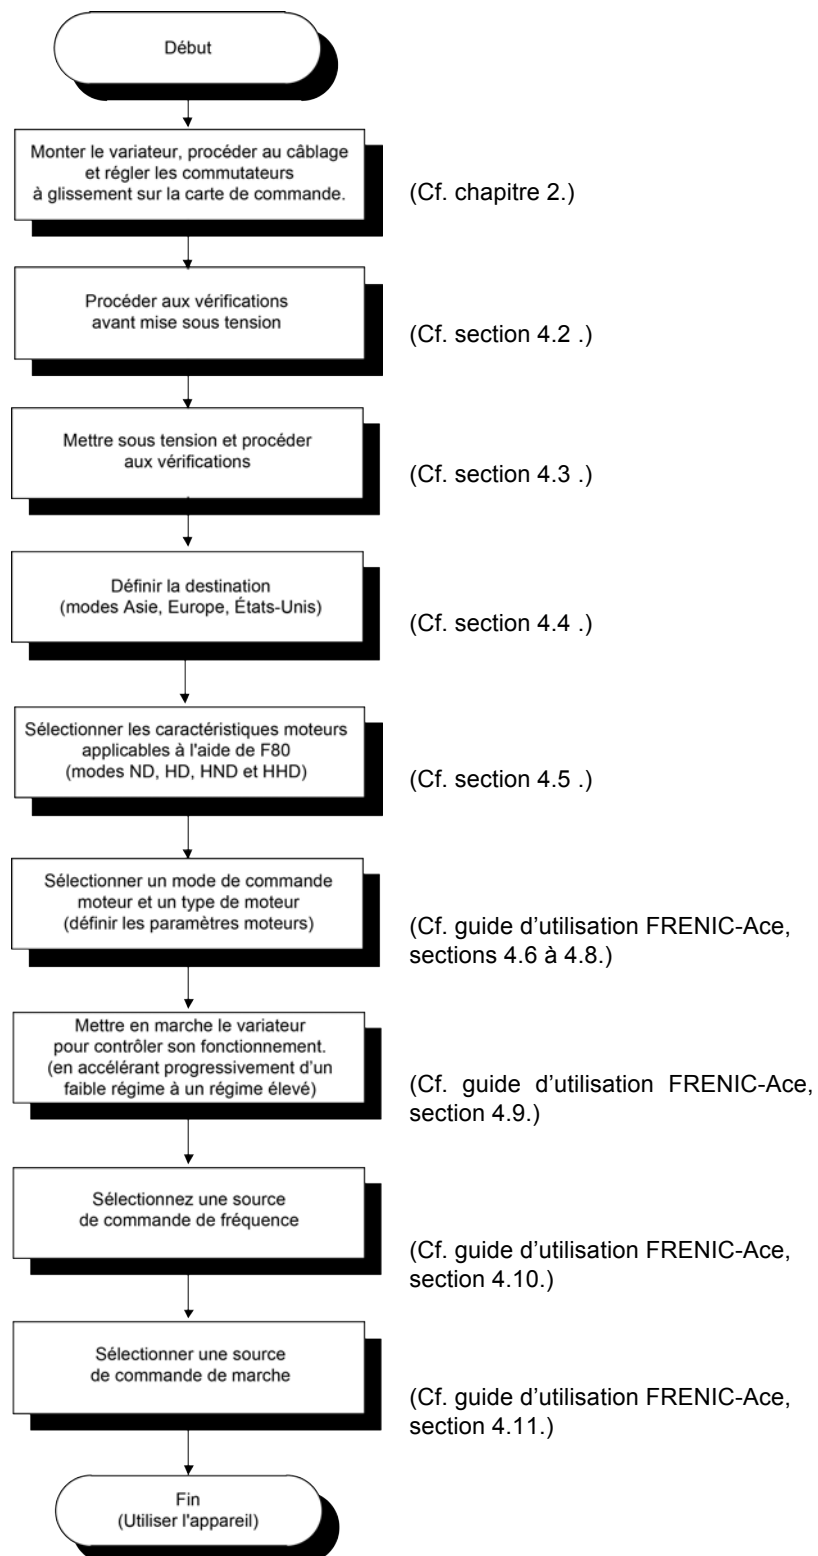 Début
Monter le variateur, procéder au câblage
et régler les commutateurs
à glissement sur la carte de commande.
(Cf. chapitre 2.)
Procéder aux vérifications
avant mise sous tension
(Cf. section 4.2 .)
Mettre sous tension et procéder
aux vérifications
(Cf. section 4.3 .)
Définir la destination
(modes Asie, Europe, États-Unis)
(Cf. section 4.4 .)
Sélectionner les caractéristiques moteurs
applicables à l'aide de F80
(modes ND, HD, HND et HHD)
(Cf. section 4.5 .)
Sélectionner un mode de commande
moteur et un type de moteur
(définir les paramètres moteurs)
(Cf. guide d’utilisation FRENIC-Ace,
sections 4.6 à 4.8.)
Mettre en marche le variateur
pour contrôler son fonctionnement.
(en accélérant progressivement d’un
faible régime à un régime élevé)
(Cf. guide d’utilisation FRENIC-Ace,
section 4.9.)
Sélectionnez une source
de commande de fréquence
(Cf. guide d’utilisation FRENIC-Ace,
section 4.10.)
Sélectionner une source
de commande de marche
(Cf. guide d’utilisation FRENIC-Ace,
section 4.11.)
Fin
(Utiliser l'appareil)